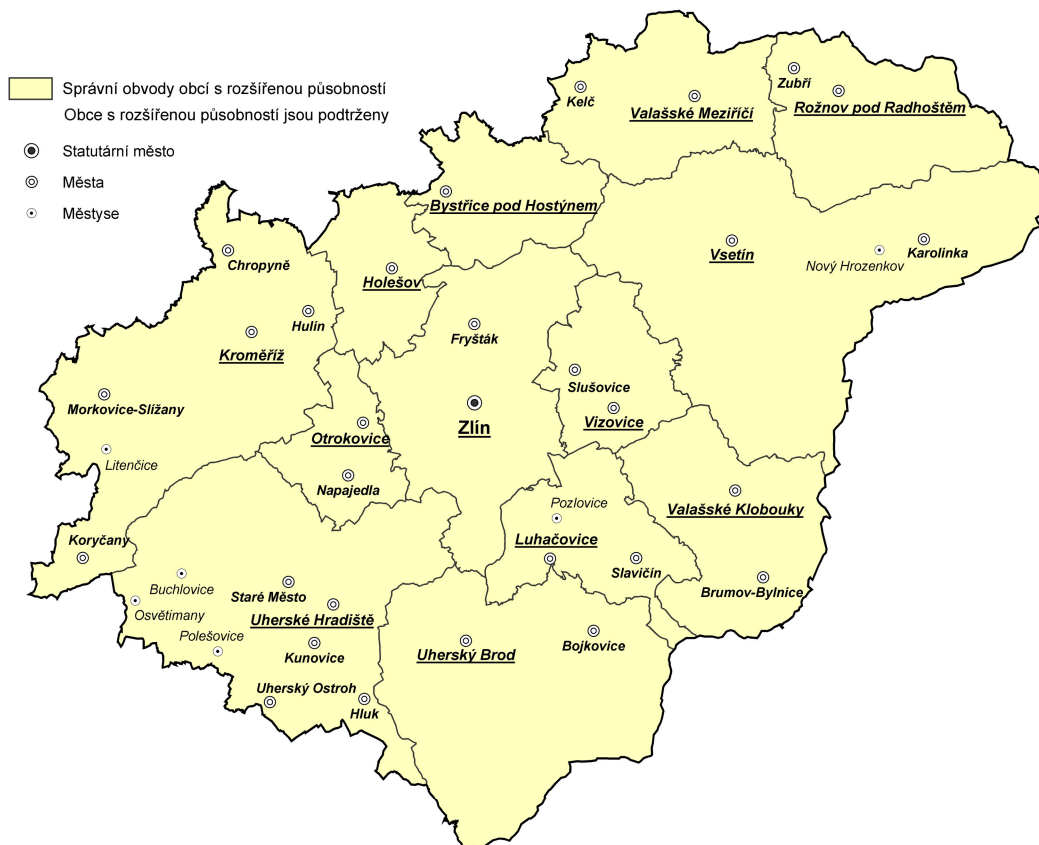 Správní obvody obcí s rozšířenou působností
Obce s rozšířenou působností jsou podtrženy
Statutární město
Města
Městyse
Zubří
Kelč
Valašské Meziříčí
Rožnov pod Radhoštěm
Bystřice pod Hostýnem
Vsetín
Nový Hrozenkov
Karolinka
Chropyně
Holešov
Hulín
Fryšták
Kroměříž
Slušovice
Morkovice-Slížany
Vizovice
Zlín
Otrokovice
Litenčice
Napajedla
Pozlovice
Valašské Klobouky
Luhačovice
Koryčany
Slavičín
Buchlovice
Staré Město
Brumov-Bylnice
Osvětimany
Uherské Hradiště
Polešovice
Kunovice
Uherský Brod
Bojkovice
Uherský Ostroh
Hluk